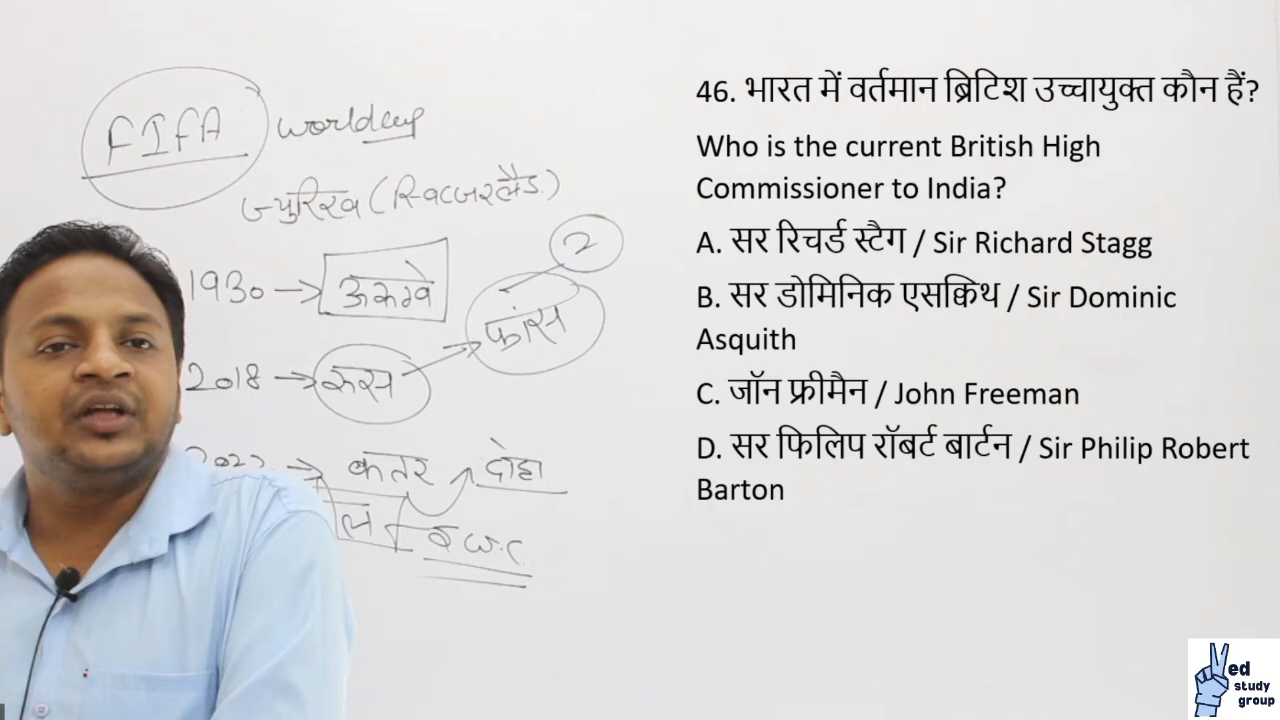 FIFA worldcup
ज्युरिख (स्विट्जरलैंड)
2
1930 → उरुग्वे
फ्रांस
2018 → रूस
2022 → कतर दोहा
W.C.
46. भारत में वर्तमान ब्रिटिश उच्चायुक्त कौन हैं?
Who is the current British High
Commissioner to India?
A. सर रिचर्ड स्टैग / Sir Richard Stagg
B. सर डोमिनिक एसक्विथ / Sir Dominic
Asquith
C. जॉन फ्रीमैन / John Freeman
D. सर फिलिप रॉबर्ट बार्टन / Sir Philip Robert
Barton
Ved
study
group